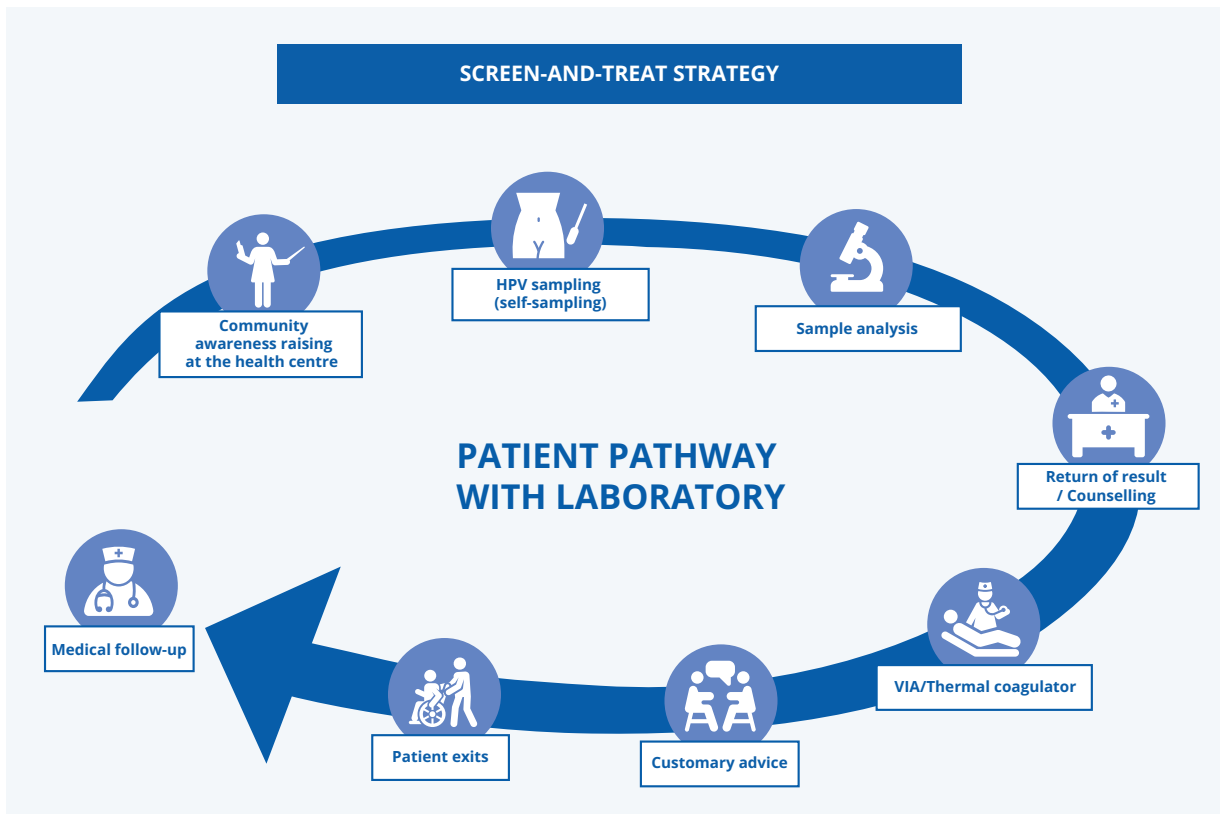 SCREEN-AND-TREAT STRATEGY
Community
awareness raising
at the health centre
HPV sampling
(self-sampling)
Sample analysis
Return of result
/ Counselling
PATIENT PATHWAY
WITH LABORATORY
VIA/Thermal coagulator
Customary advice
Patient exits
Medical follow-up